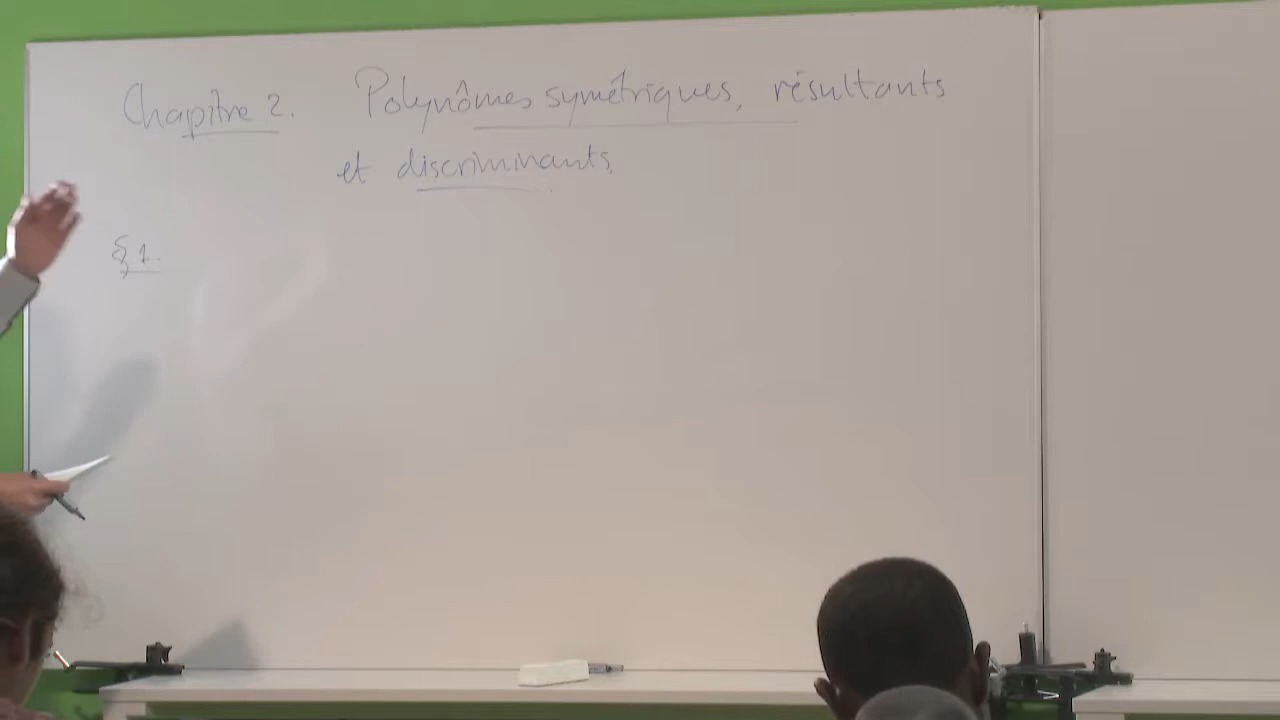 Chapitre 2. Polynômes symétriques, résultants
et discriminants.
§ 1.